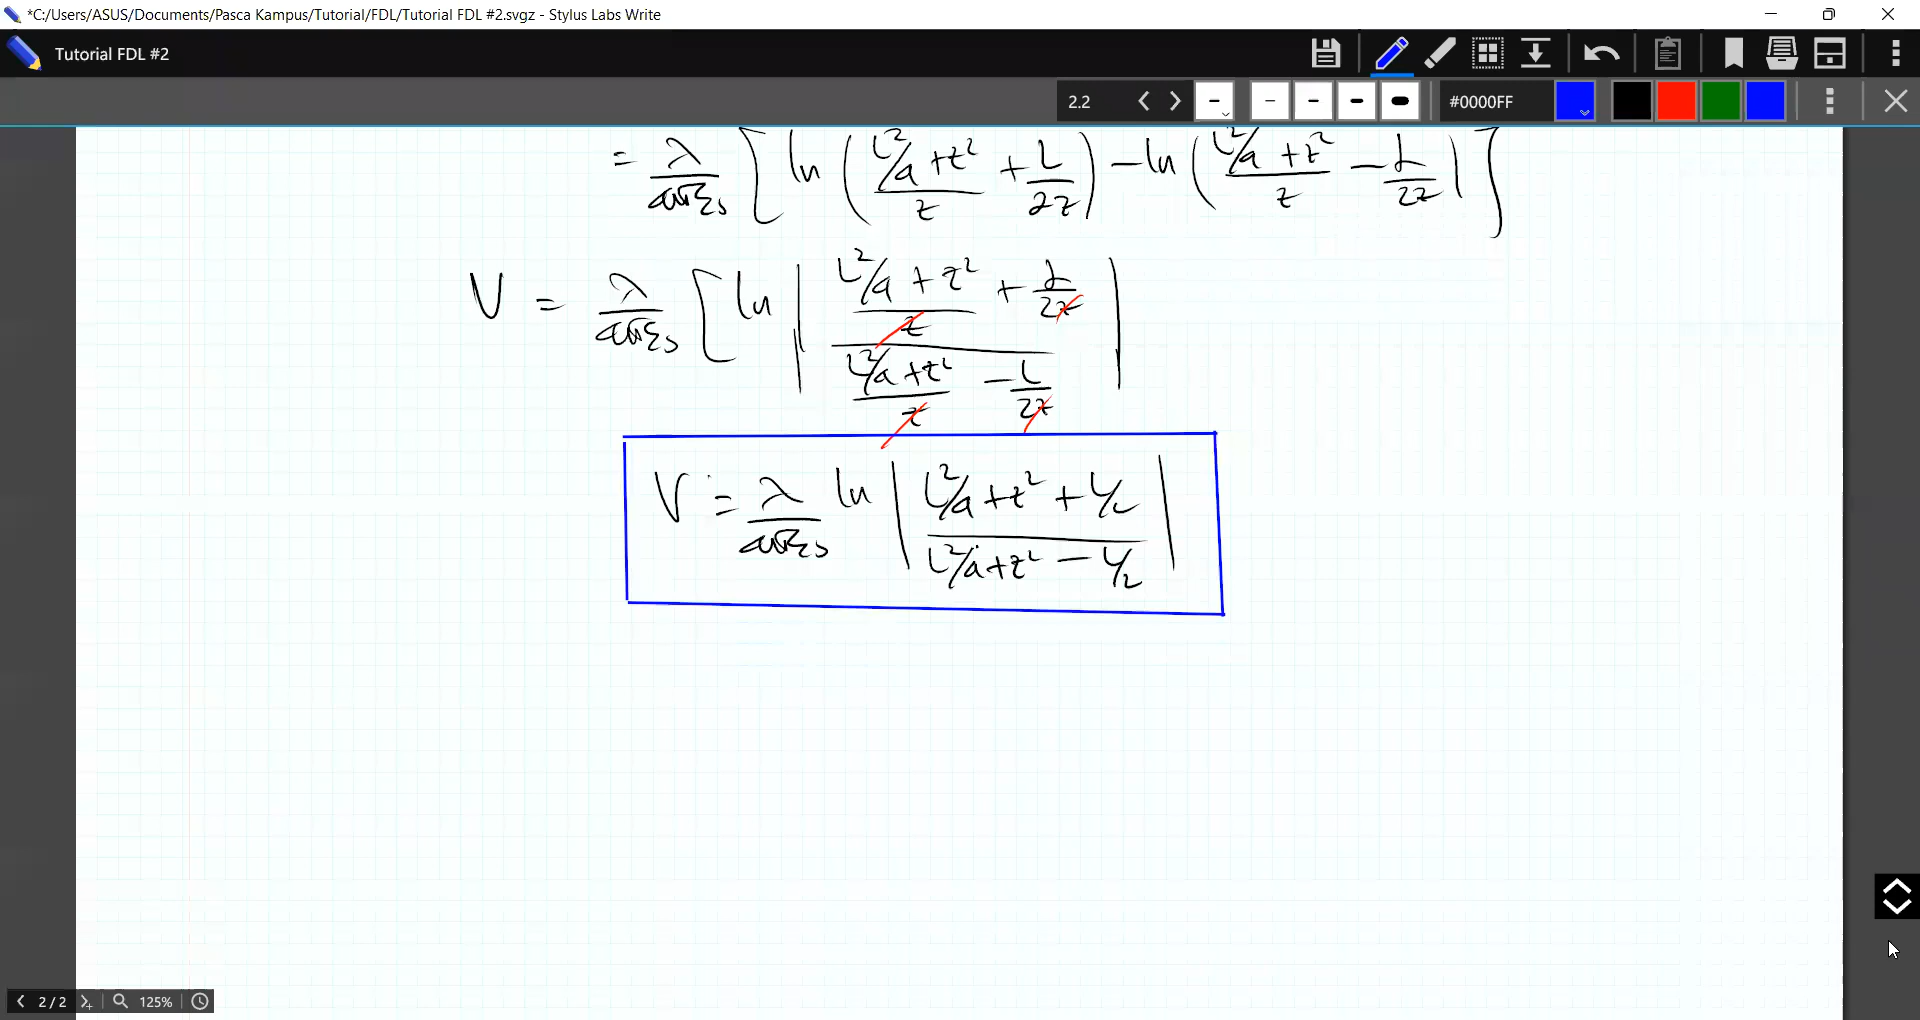 *C:/Users/ASUS/Documents/Pasca Kampus/Tutorial/FDL/Tutorial FDL #2.svgz - Stylus Labs Write
Tutorial FDL #2
2.2
#0000FF
= λ/4πε₀ [ ln ( (L²/4 + z²)/z + L/2z ) − ln ( (L²/4 + z²)/z − L/2z ) ]
V = λ/4πε₀ [ ln | ( (L²/4 + z²)/z + L/2z ) / ( (L²/4 + z²)/z − L/2z ) |
V = λ/4πε₀ ln | (L²/4 + z² + L/2) / (L²/4 + z² − L/2) |
2 / 2
125%